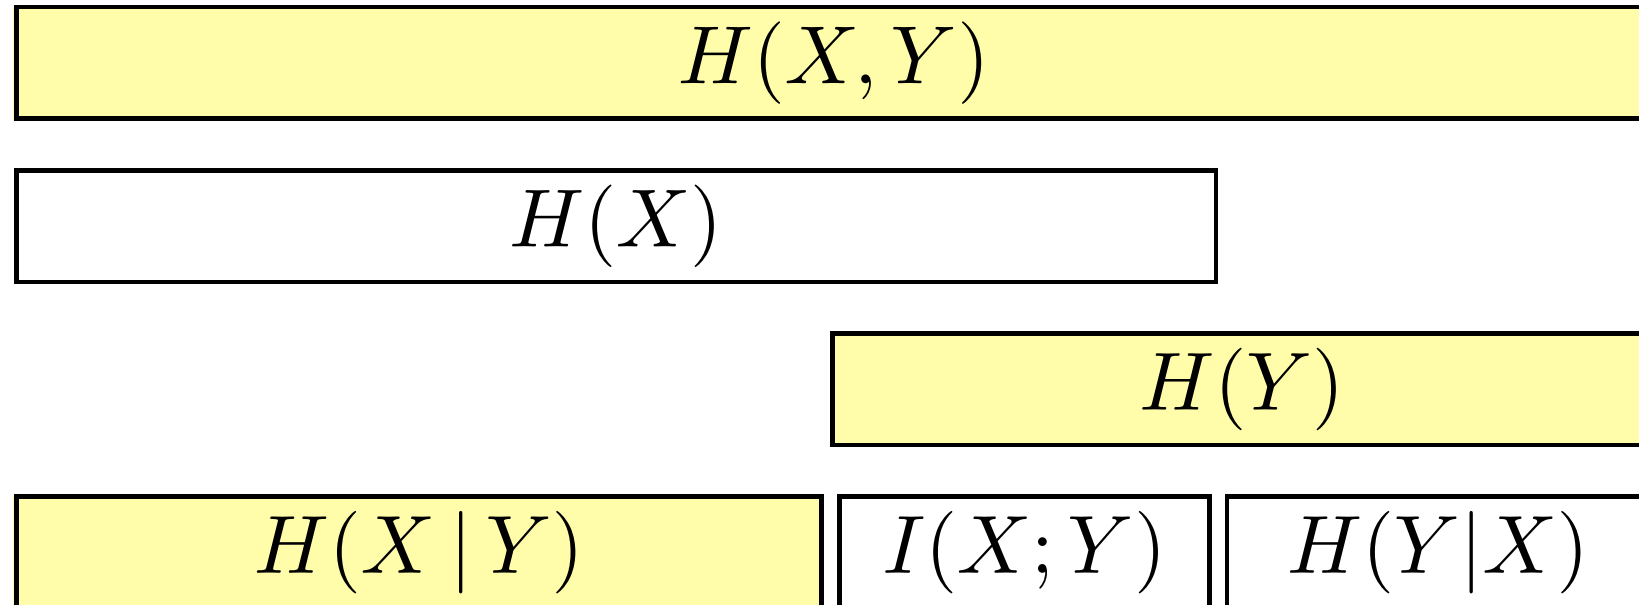 H(X, Y)
H(X)
H(Y)
H(X | Y) I(X; Y) H(Y|X)